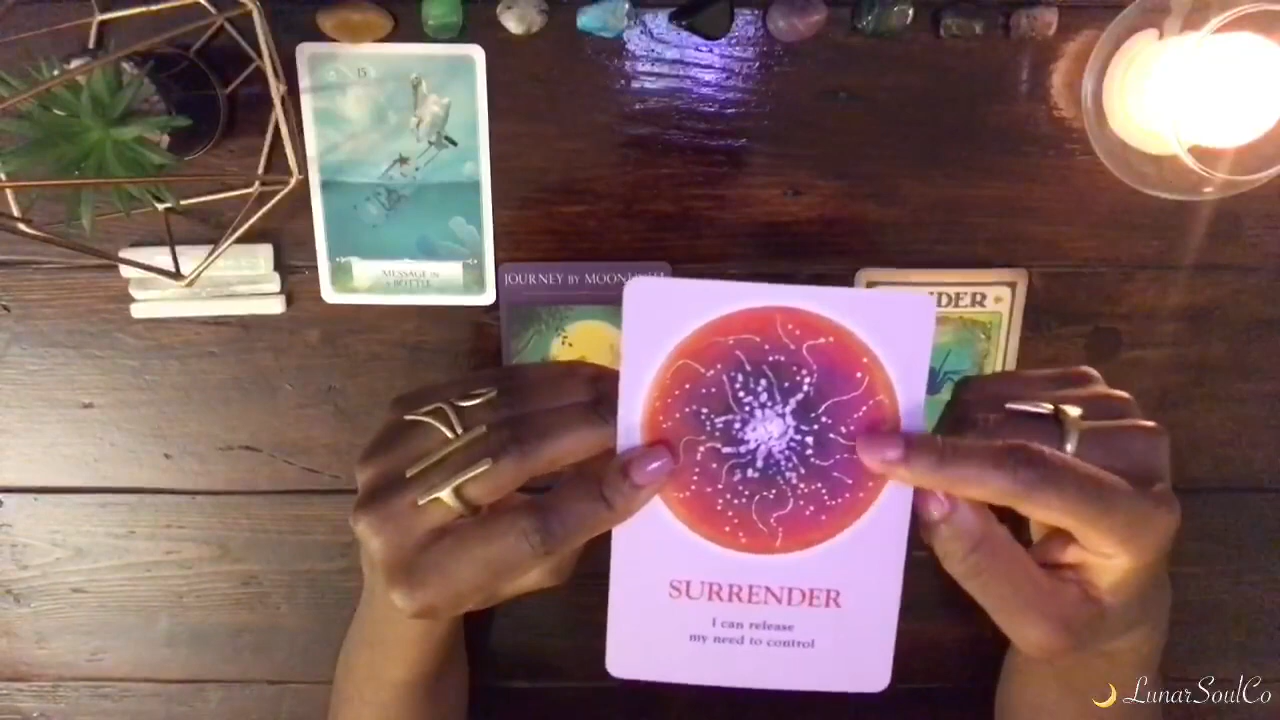 15
MESSAGE IN
A BOTTLE
JOURNEY BY MOONLIGHT
DER
SURRENDER
I can release
my need to control
LunarSoulCo